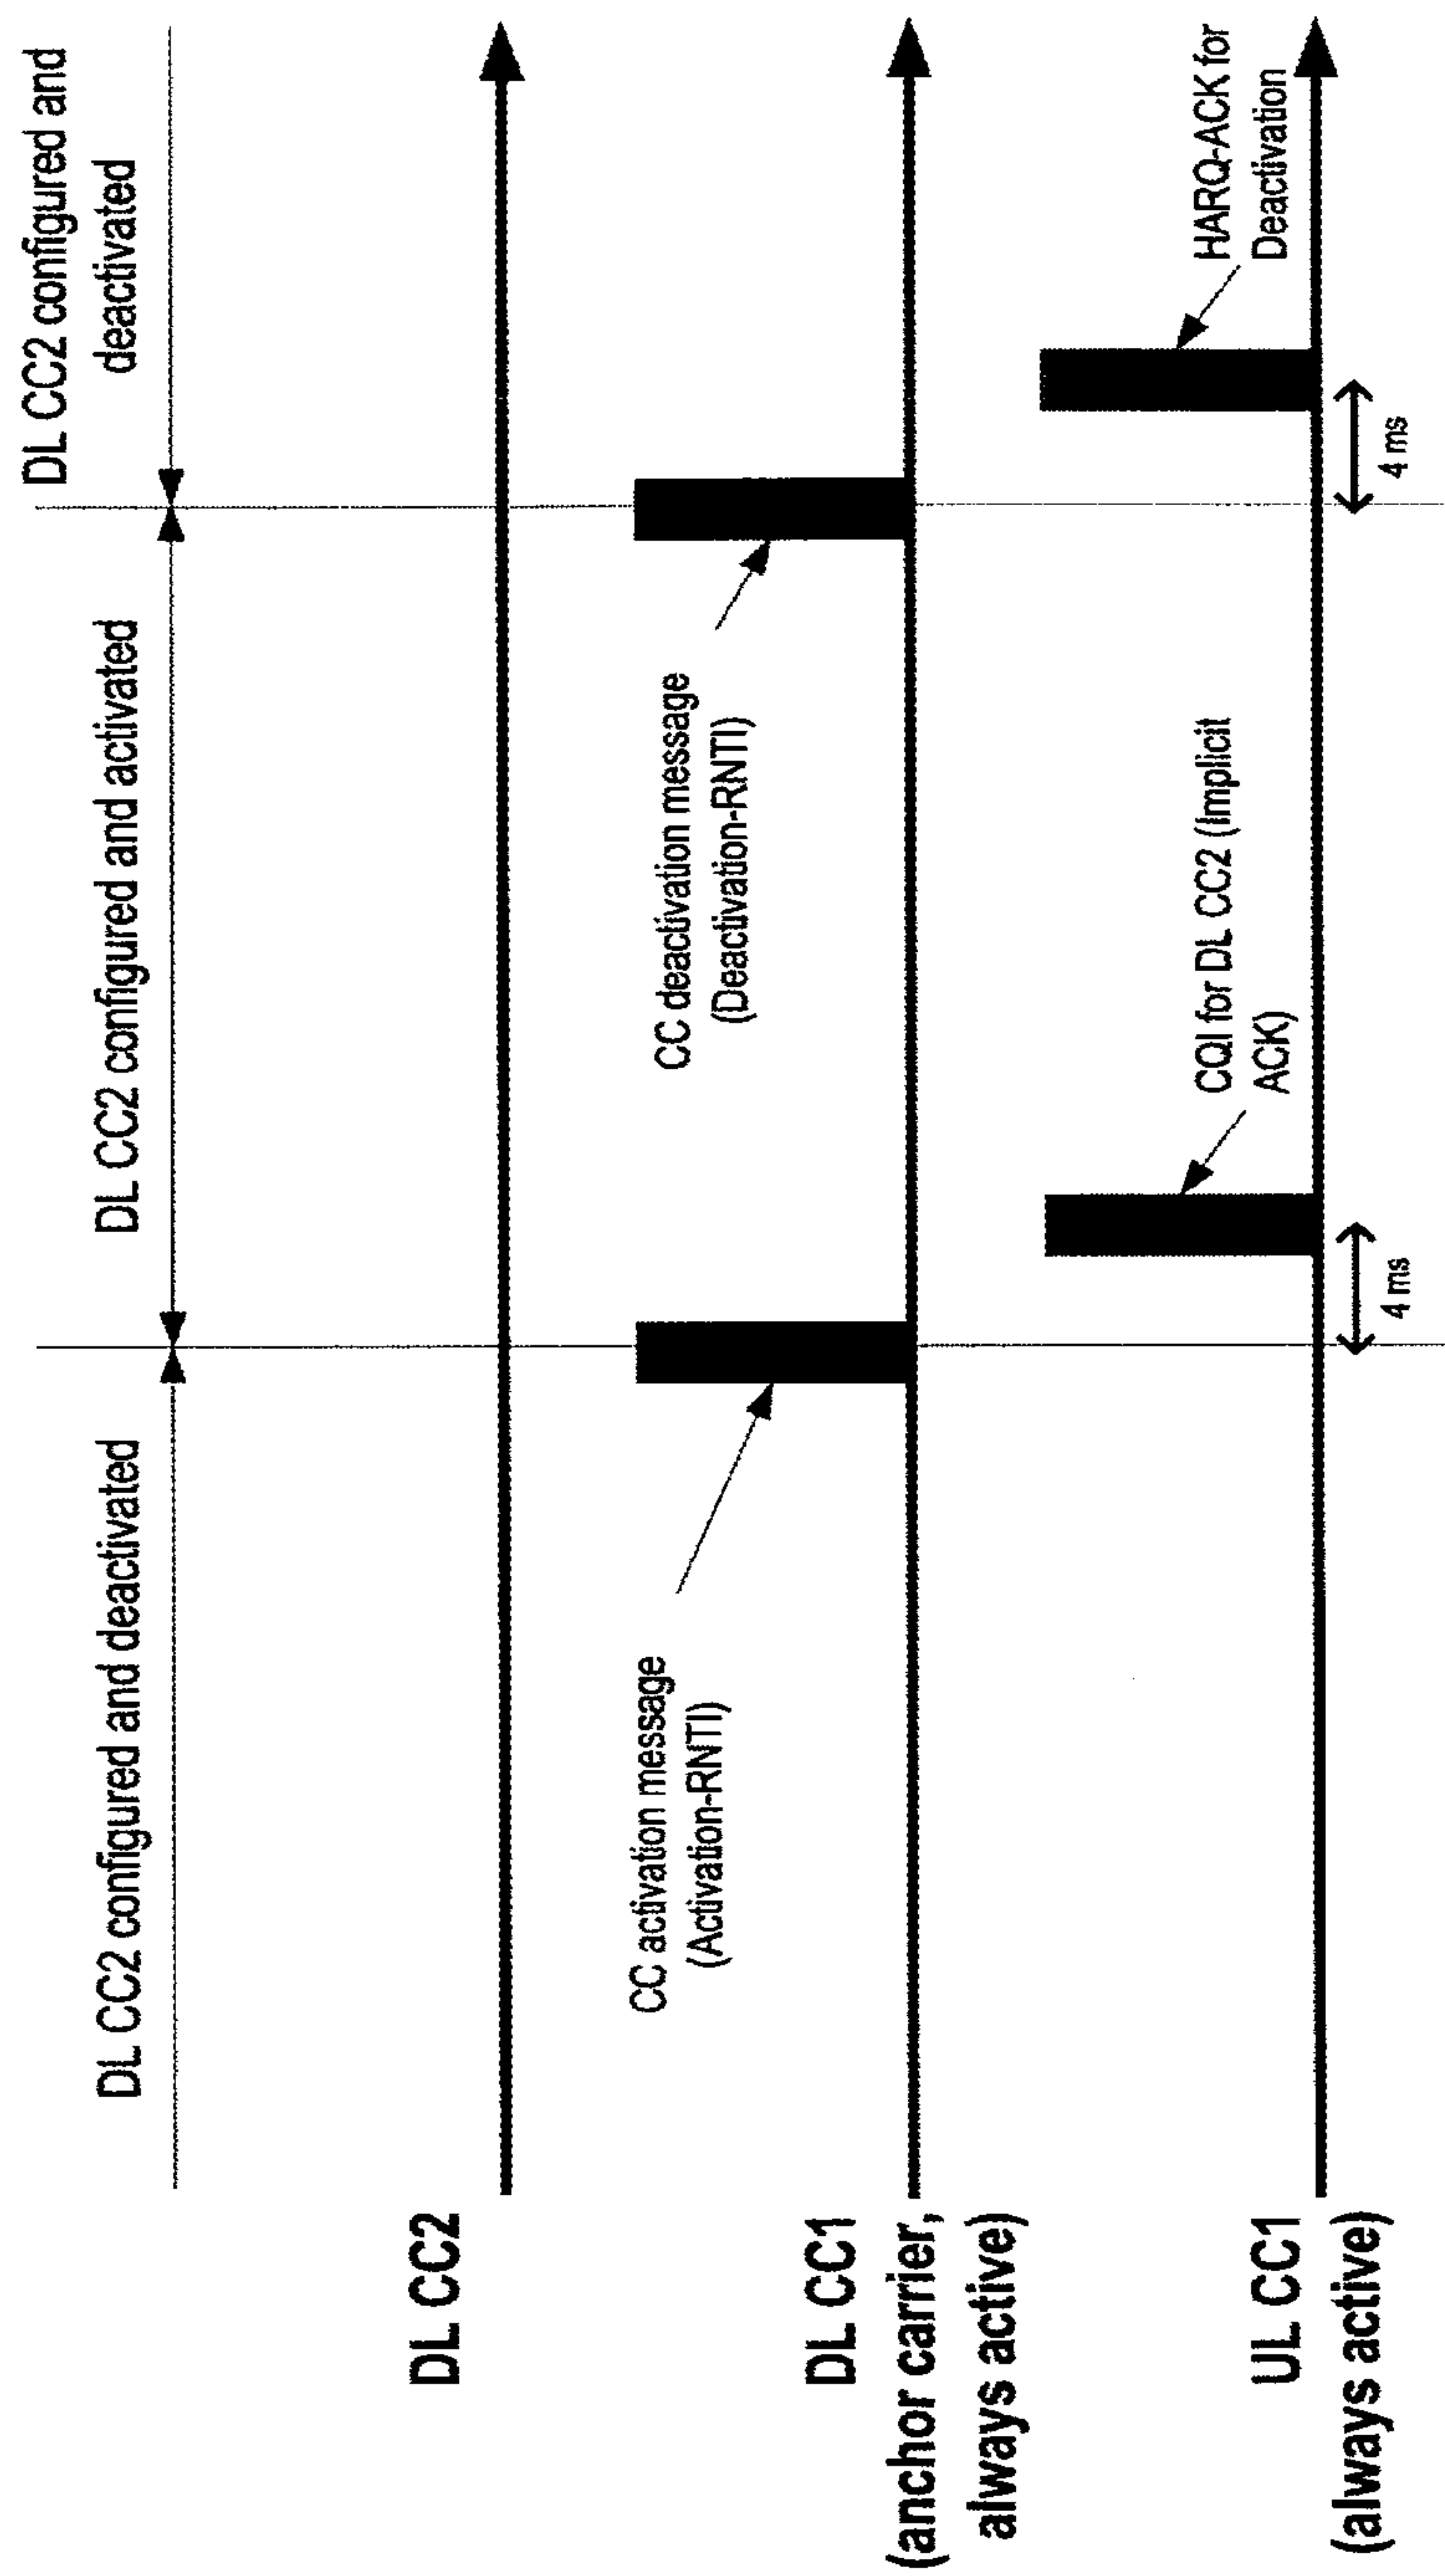 DL CC2 configured and deactivated
DL CC2 configured and activated
DL CC2 configured and
deactivated
DL CC2
CC activation message
(Activation-RNTI)
CC deactivation message
(Deactivation-RNTI)
DL CC1
(anchor carrier,
always active)
CQI for DL CC2 (Implicit
ACK)
HARQ-ACK for
Deactivation
UL CC1
(always active)
4 ms
4 ms